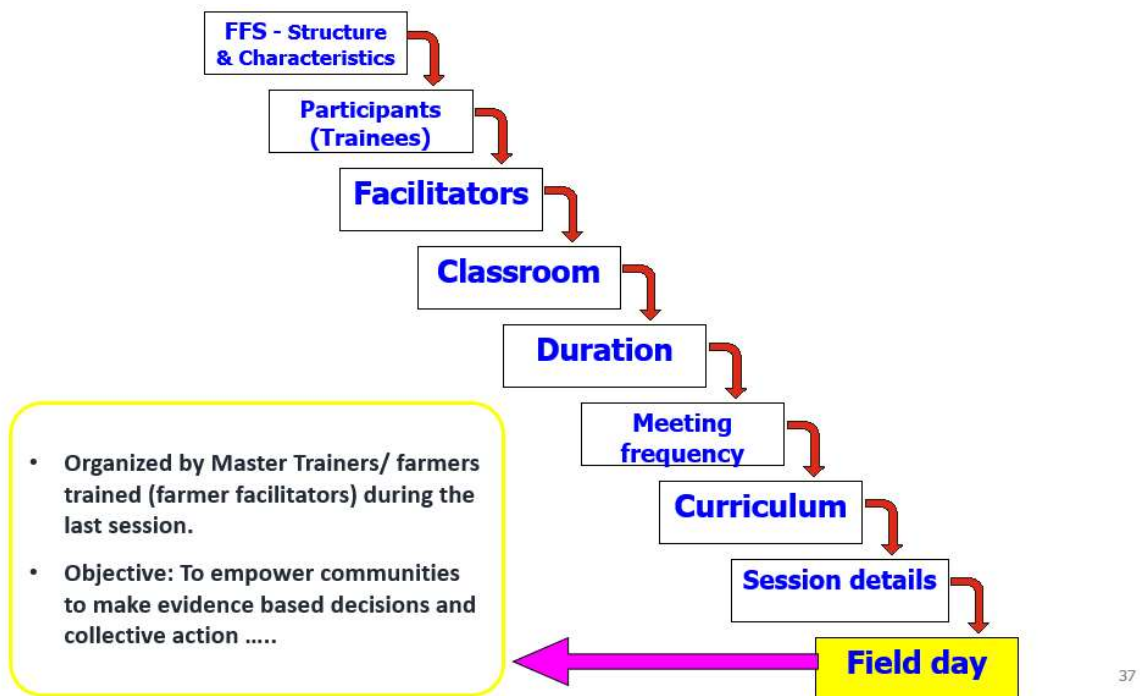 FFS - Structure
& Characteristics
Participants
(Trainees)
Facilitators
Classroom
Duration
Meeting
frequency
Curriculum
Session details
Field day
• Organized by Master Trainers/ farmers
trained (farmer facilitators) during the
last session.
• Objective: To empower communities
to make evidence based decisions and
collective action .....
37